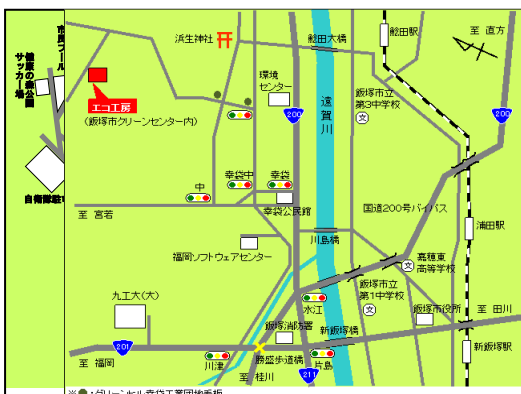 市民プール
健康の森公園
サッカー場
エコ工房
(飯塚市クリーンセンター内)
浜生神社
鯰田大橋
鯰田駅
至 直方
環境
センター
200
遠賀川
飯塚市立
第3中学校
文
200
中
幸袋中
幸袋
幸袋公民館
至 宮若
国道200号バイパス
浦田駅
川島橋
福岡ソフトウェアセンター
嘉穂東
高等学校
文
飯塚市立
第1中学校
文
九工大(大)
水江
飯塚市役所
至 田川
飯塚消防署
新飯塚橋
新飯塚駅
201
至 福岡
川津
勝盛歩道橋
片島
至 桂川
211